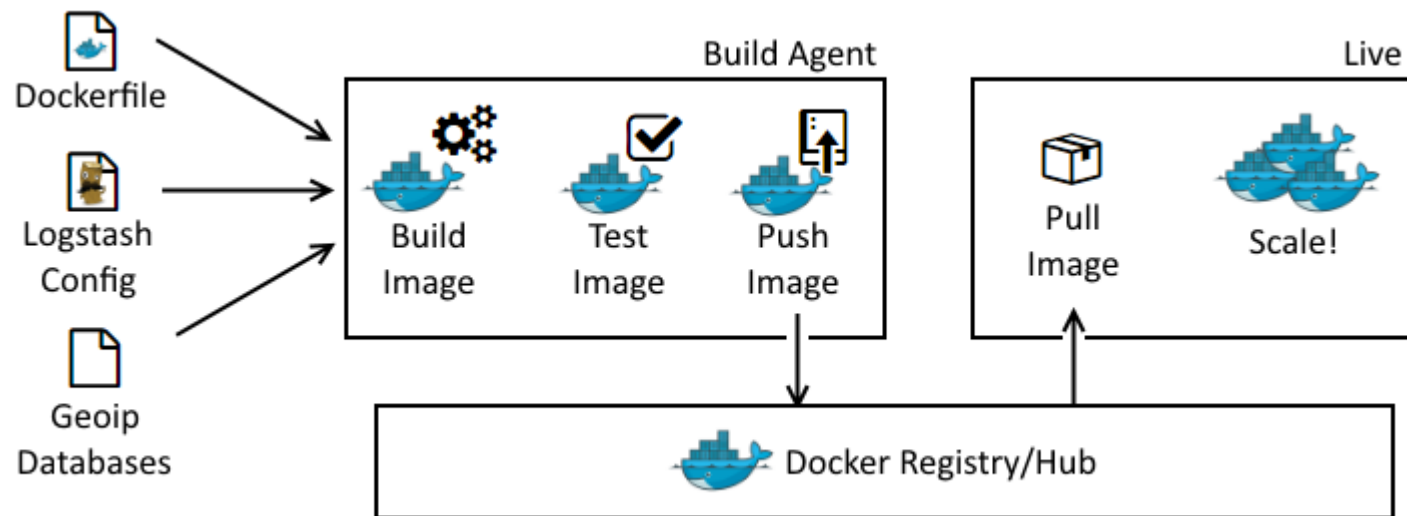 Dockerfile
Logstash
Config
Geoip
Databases
Build Agent
Build
Image
Test
Image
Push
Image
Live
Pull
Image
Scale!
Docker Registry/Hub